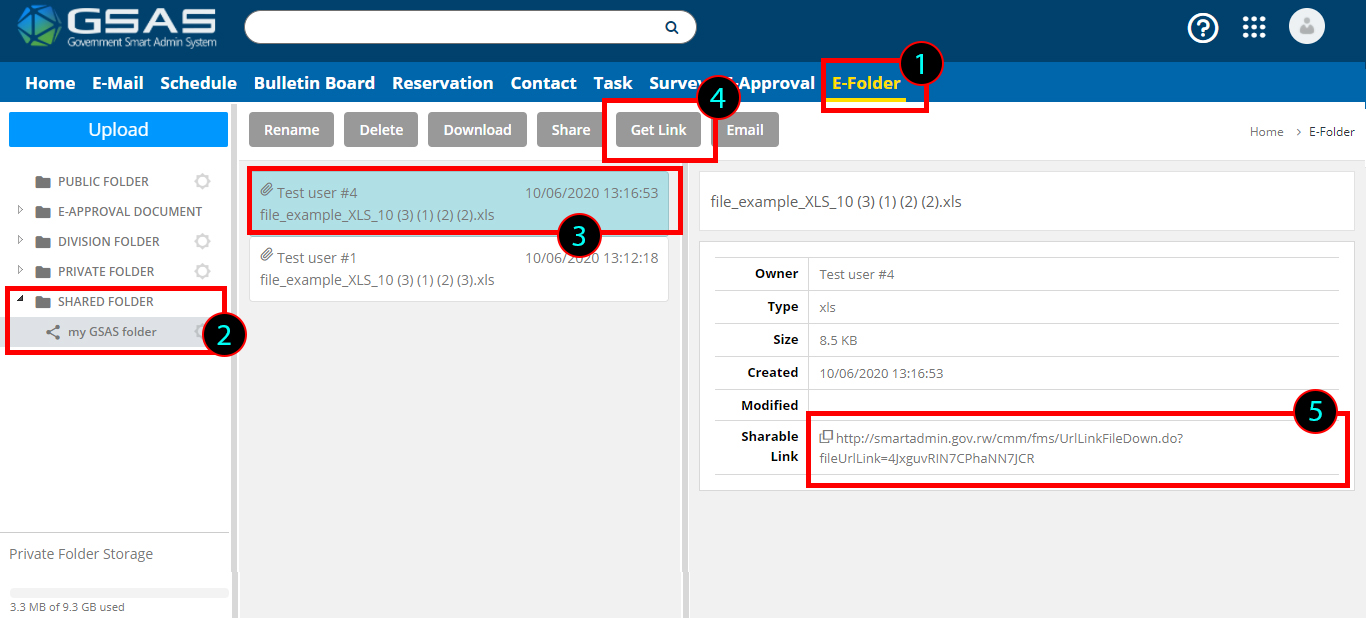 GSAS
Government Smart Admin System
Home E-Mail Schedule Bulletin Board Reservation Contact Task Survey -Approval E-Folder
1
4
Upload
Rename Delete Download Share Get Link Email
Home > E-Folder
PUBLIC FOLDER
E-APPROVAL DOCUMENT
DIVISION FOLDER
PRIVATE FOLDER
SHARED FOLDER
my GSAS folder
2
Private Folder Storage
3.3 MB of 9.3 GB used
Test user #4 10/06/2020 13:16:53
file_example_XLS_10 (3) (1) (2) (2).xls
3
Test user #1 10/06/2020 13:12:18
file_example_XLS_10 (3) (1) (2) (3).xls
file_example_XLS_10 (3) (1) (2) (2).xls
Owner Test user #4
Type xls
Size 8.5 KB
Created 10/06/2020 13:16:53
Modified
5
Sharable Link
http://smartadmin.gov.rw/cmm/fms/UrlLinkFileDown.do?
fileUrlLink=4JxguvRIN7CPhaNN7JCR